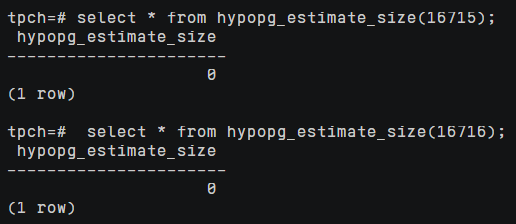 tpch=# select * from hypopg_estimate_size(16715);
 hypopg_estimate_size
----------------------
                    0
(1 row)

tpch=#  select * from hypopg_estimate_size(16716);
 hypopg_estimate_size
----------------------
                    0
(1 row)